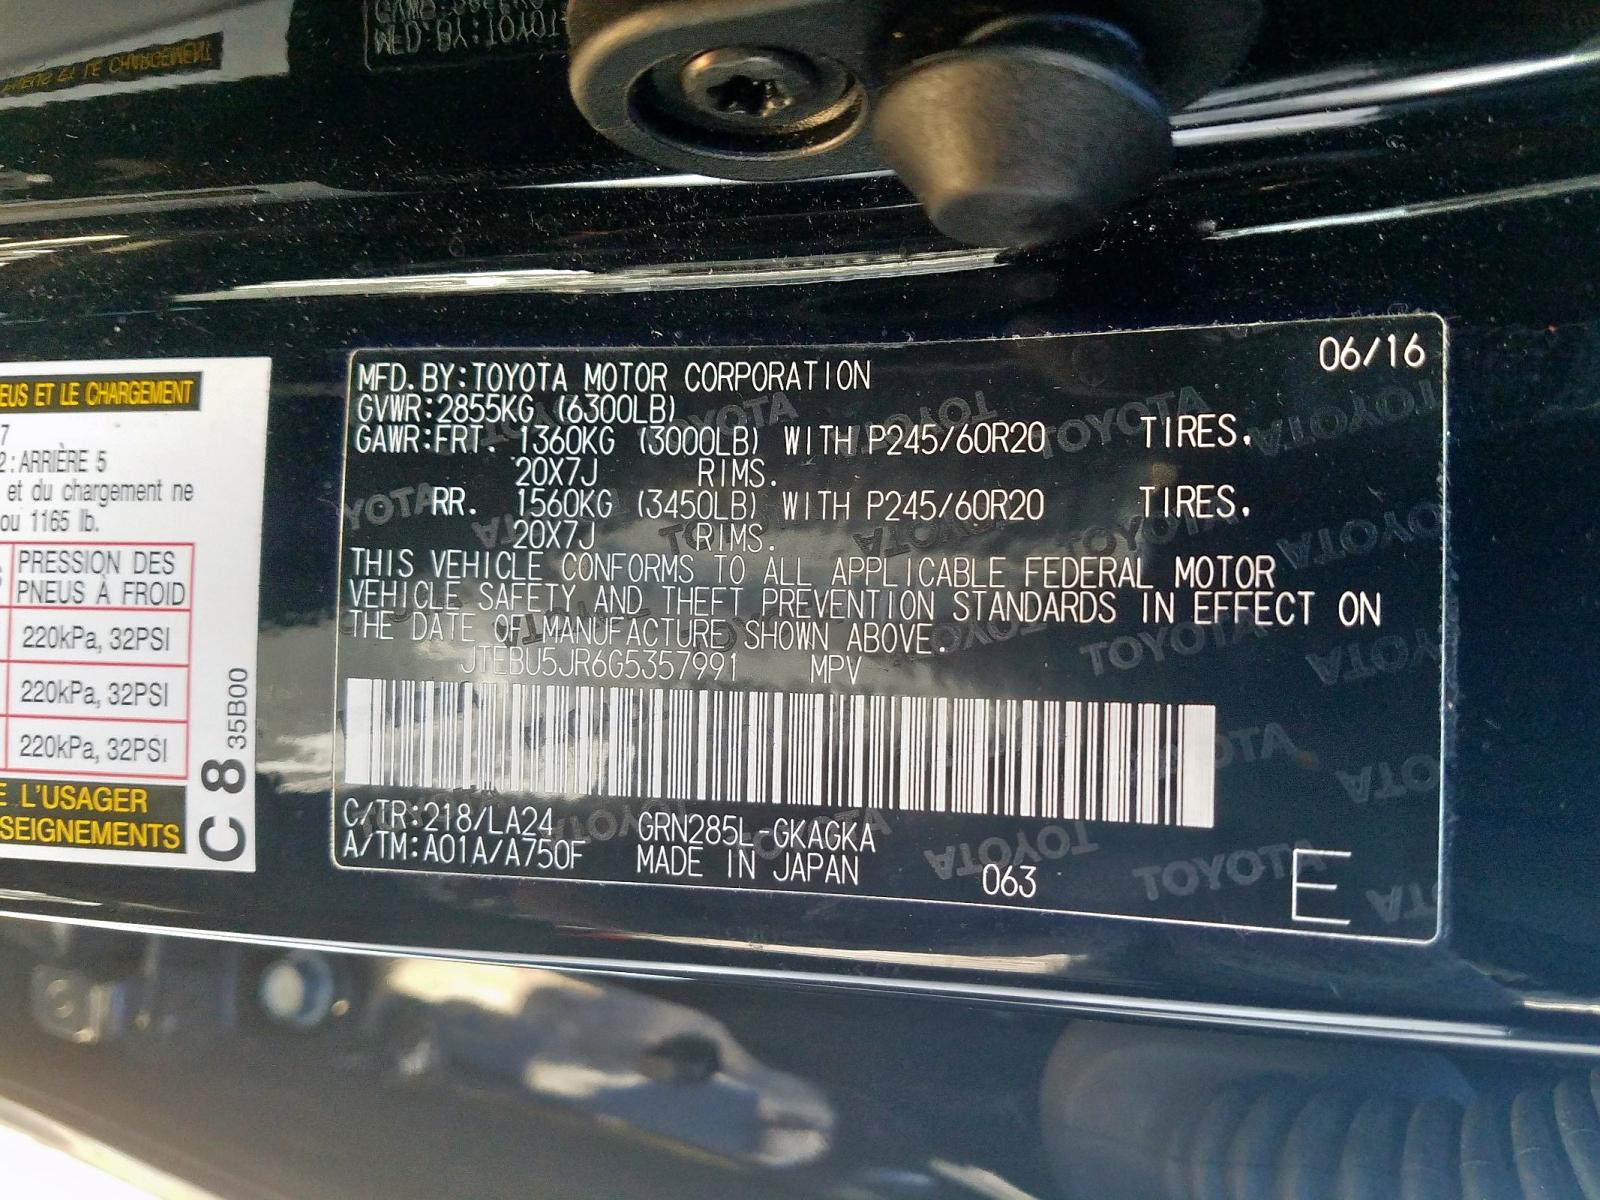 EUS ET LE CHARGEMENT
7
2: ARRIÈRE 5
et du chargement ne
ou 1165 lb.
PRESSION DES
PNEUS À FROID
220kPa, 32PSI
220kPa, 32PSI
220kPa, 32PSI
E L'USAGER
SEIGNEMENTS
C 8 35B00
06/16
MFD.BY:TOYOTA MOTOR CORPORATION
GVWR:2855KG (6300LB)
GAWR:FRT. 1360KG (3000LB) WITH P245/60R20 TIRES.
20X7J RIMS.
RR. 1560KG (3450LB) WITH P245/60R20 TIRES.
20X7J RIMS.
THIS VEHICLE CONFORMS TO ALL APPLICABLE FEDERAL MOTOR
VEHICLE SAFETY AND THEFT PREVENTION STANDARDS IN EFFECT ON
THE DATE OF MANUFACTURE SHOWN ABOVE.
JTEBU5JR6G5357991 MPV
C/TR:218/LA24 GRN285L-GKAGKA
A/TM:A01A/A750F MADE IN JAPAN 063 E